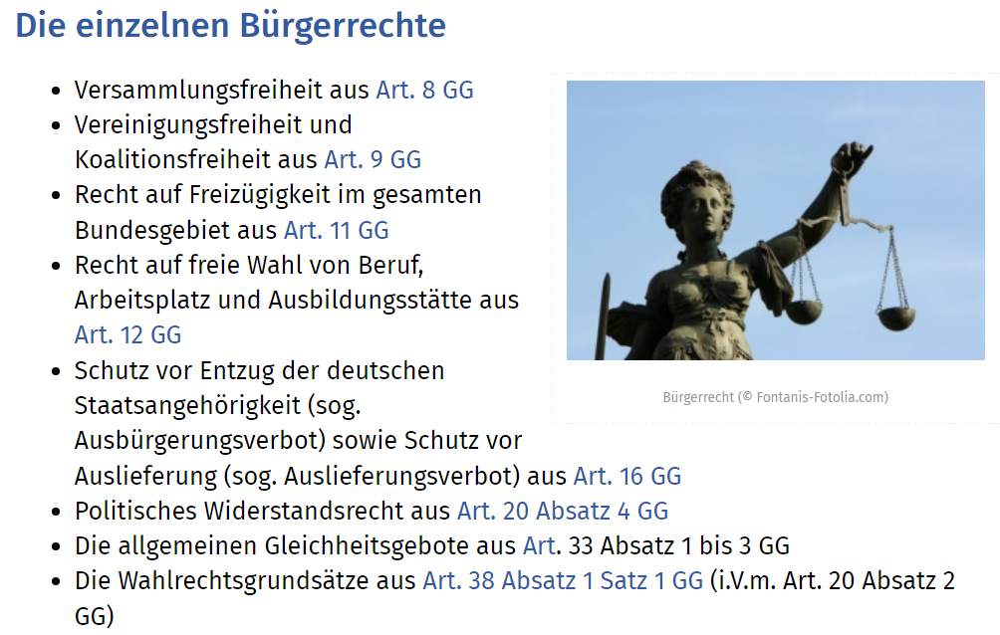 Die einzelnen Bürgerrechte
Versammlungsfreiheit aus Art. 8 GG
Vereinigungsfreiheit und
Koalitionsfreiheit aus Art. 9 GG
Recht auf Freizügigkeit im gesamten
Bundesgebiet aus Art. 11 GG
Recht auf freie Wahl von Beruf,
Arbeitsplatz und Ausbildungsstätte aus
Art. 12 GG
Schutz vor Entzug der deutschen
Staatsangehörigkeit (sog.
Ausbürgerungsverbot) sowie Schutz vor
Auslieferung (sog. Auslieferungsverbot) aus Art. 16 GG
Politisches Widerstandsrecht aus Art. 20 Absatz 4 GG
Die allgemeinen Gleichheitsgebote aus Art. 33 Absatz 1 bis 3 GG
Die Wahlrechtsgrundsätze aus Art. 38 Absatz 1 Satz 1 GG (i.V.m. Art. 20 Absatz 2
GG)
Bürgerrecht (© Fontanis-Fotolia.com)